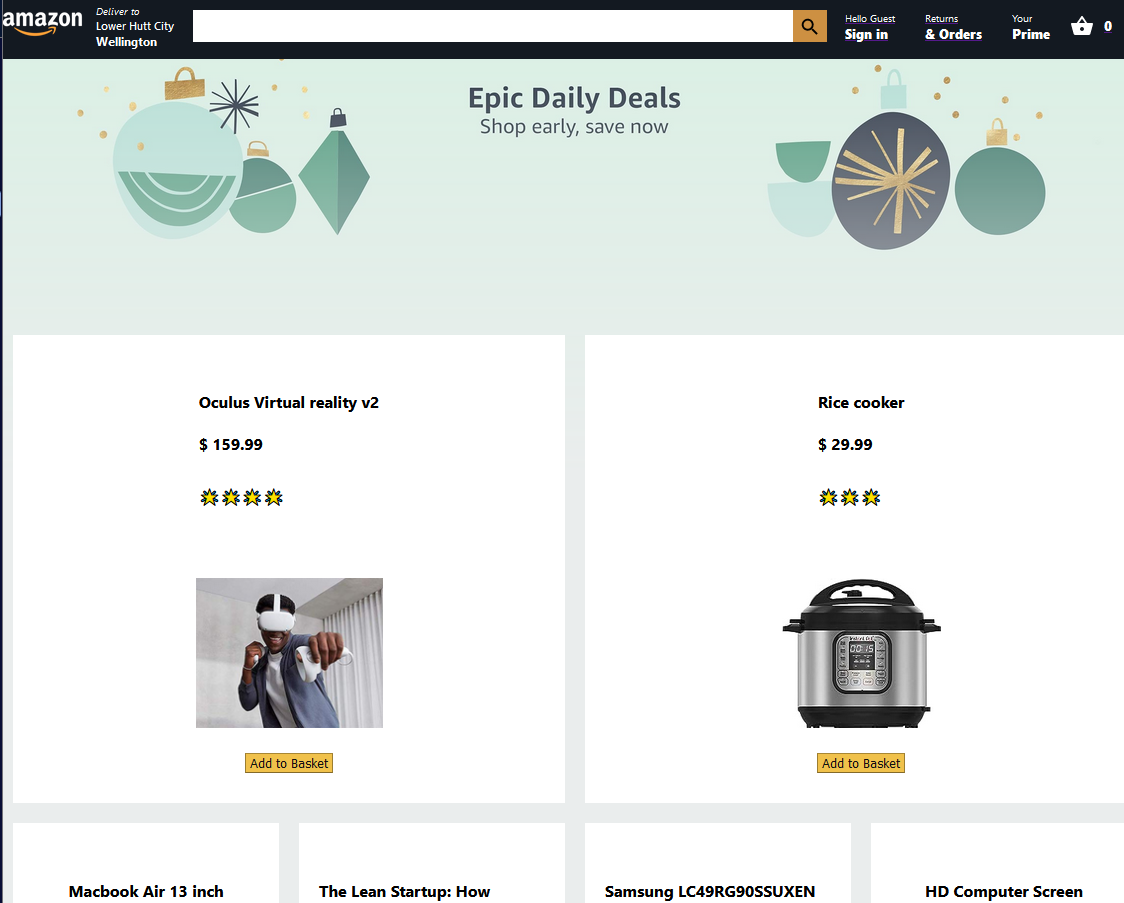 amazon
Deliver to
Lower Hutt City
Wellington
Hello Guest
Sign in
Returns
& Orders
Your
Prime
0
Epic Daily Deals
Shop early, save now
Oculus Virtual reality v2
$ 159.99
Rice cooker
$ 29.99
00:15
Add to Basket
Add to Basket
Macbook Air 13 inch
The Lean Startup: How
Samsung LC49RG90SSUXEN
HD Computer Screen